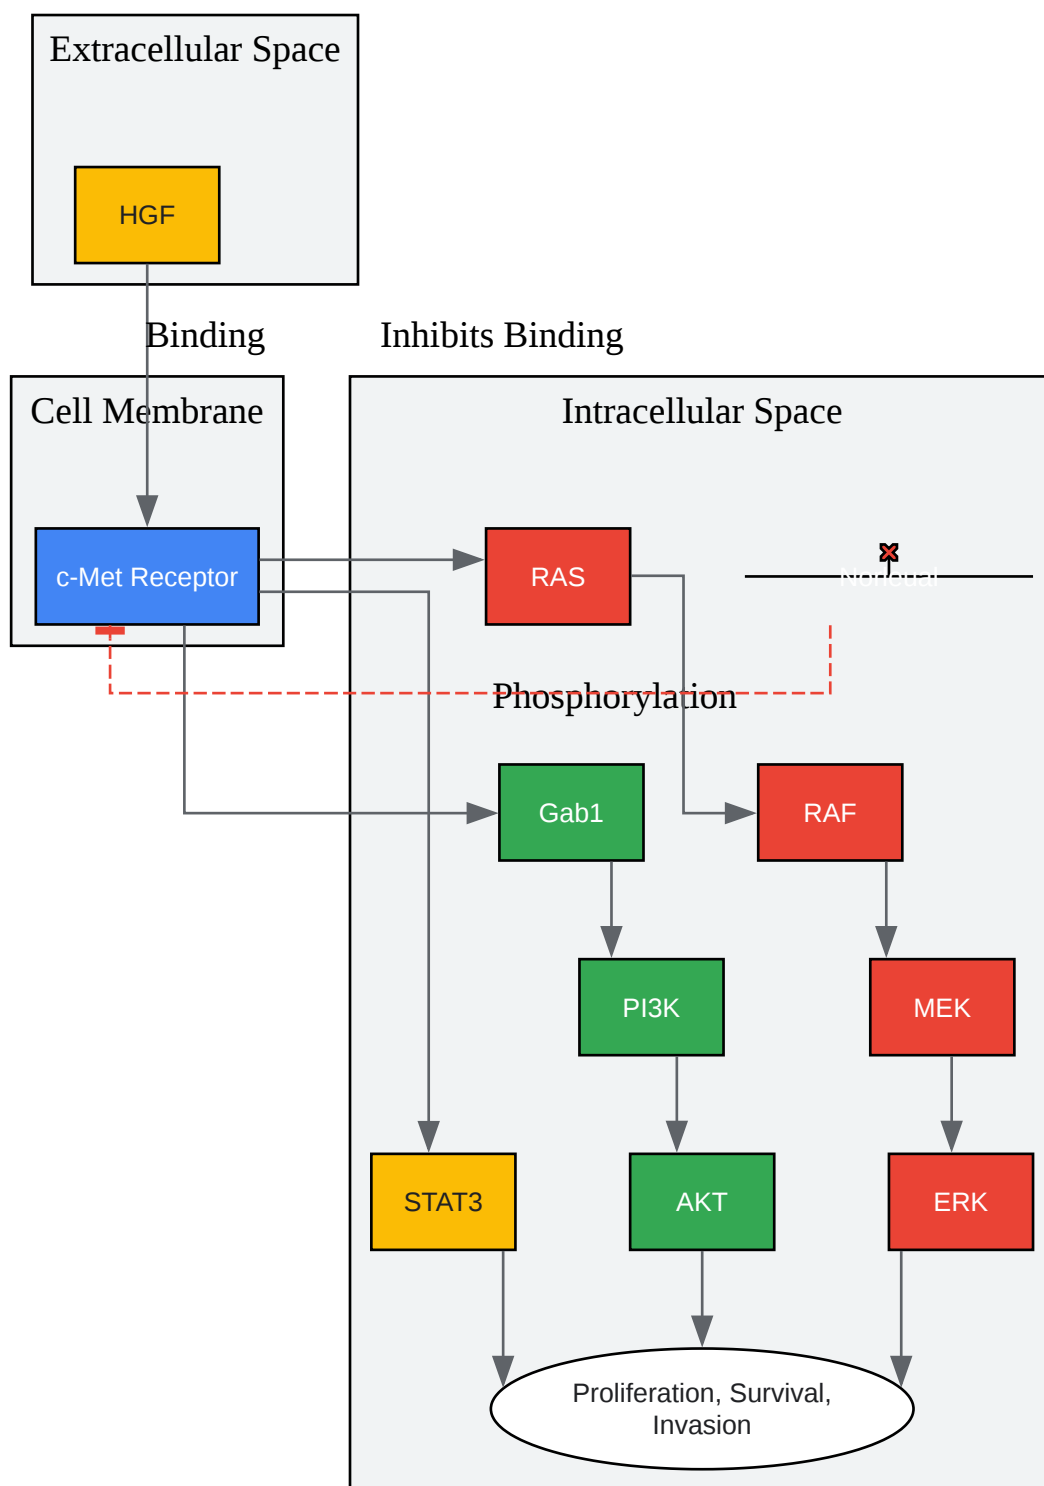 Extracellular Space
HGF
Binding
Inhibits Binding
Cell Membrane
Intracellular Space
c-Met Receptor
RAS
Phosphorylation
Gab1
RAF
PI3K
MEK
STAT3
AKT
ERK
Proliferation, Survival,
Invasion